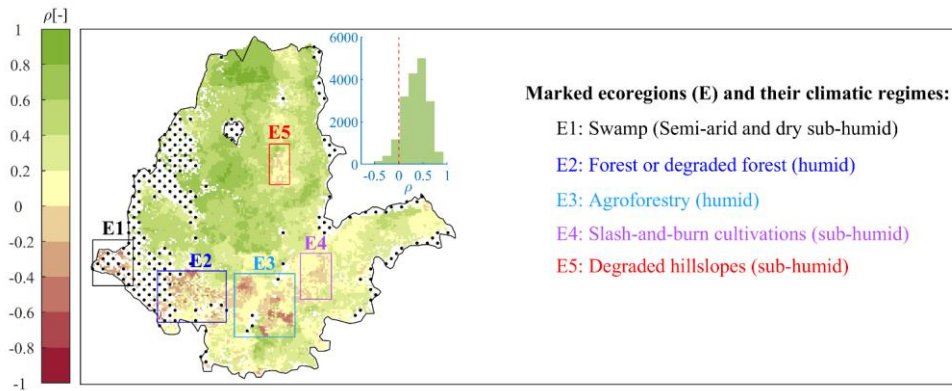 ρ[-]
1
0.8
0.6
0.4
0.2
0
-0.2
-0.4
-0.6
-0.8
-1
6000
4000
2000
0
-0.5 0 0.5 1
ρ
E5
E1
E4
E2
E3
Marked ecoregions (E) and their climatic regimes:
E1: Swamp (Semi-arid and dry sub-humid)
E2: Forest or degraded forest (humid)
E3: Agroforestry (humid)
E4: Slash-and-burn cultivations (sub-humid)
E5: Degraded hillslopes (sub-humid)